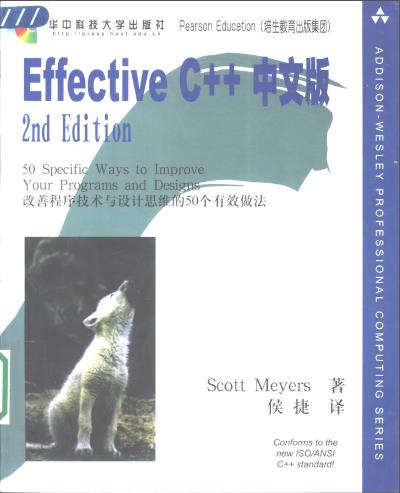 华中科技大学出版社
http://press.hust.edu.cn
Pearson Education (培生教育出版集团)
Effective C++ 中文版
2nd Edition
50 Specific Ways to Improve
Your Programs and Designs
改善程序技术与设计思维的50个有效做法
Scott Meyers 著
侯捷 译
Conforms to the
new ISO/ANSI
C++ standard!
ADDISON-WESLEY PROFESSIONAL COMPUTING SERIES